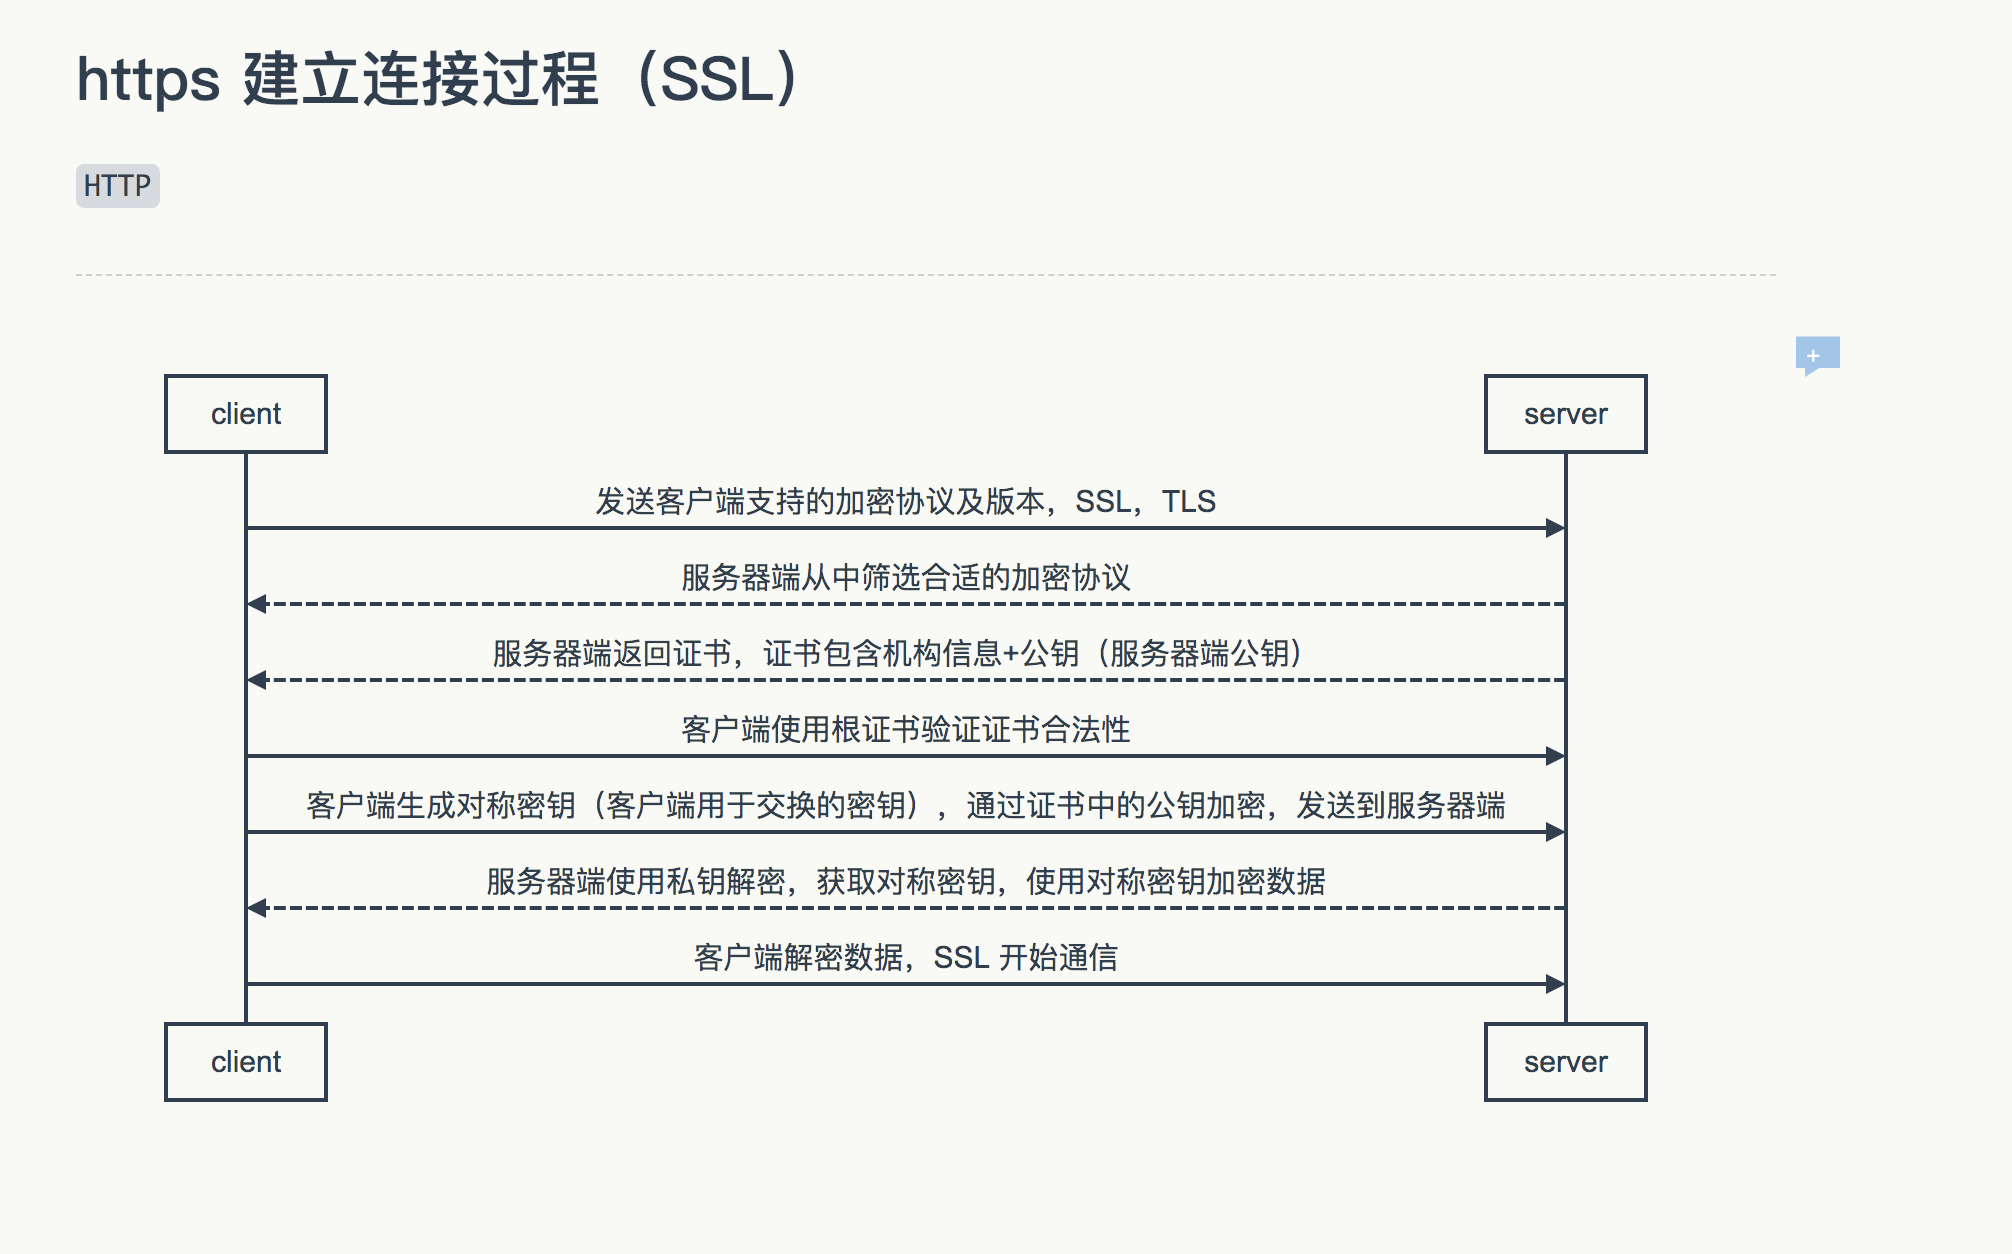 https 建立连接过程（SSL）
HTTP
+
client
server
发送客户端支持的加密协议及版本，SSL，TLS
服务器端从中筛选合适的加密协议
服务器端返回证书，证书包含机构信息+公钥（服务器端公钥）
客户端使用根证书验证证书合法性
客户端生成对称密钥（客户端用于交换的密钥），通过证书中的公钥加密，发送到服务器端
服务器端使用私钥解密，获取对称密钥，使用对称密钥加密数据
客户端解密数据，SSL 开始通信
client
server